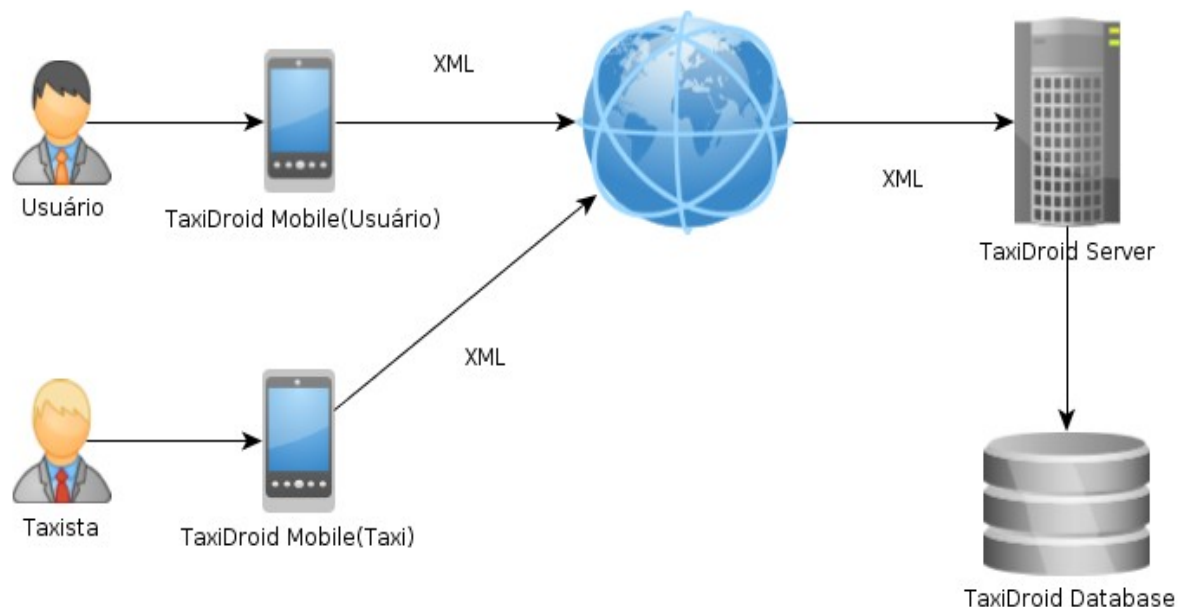 XML
Usuário
TaxiDroid Mobile(Usuário)
XML
TaxiDroid Server
XML
Taxista
TaxiDroid Mobile(Taxi)
TaxiDroid Database